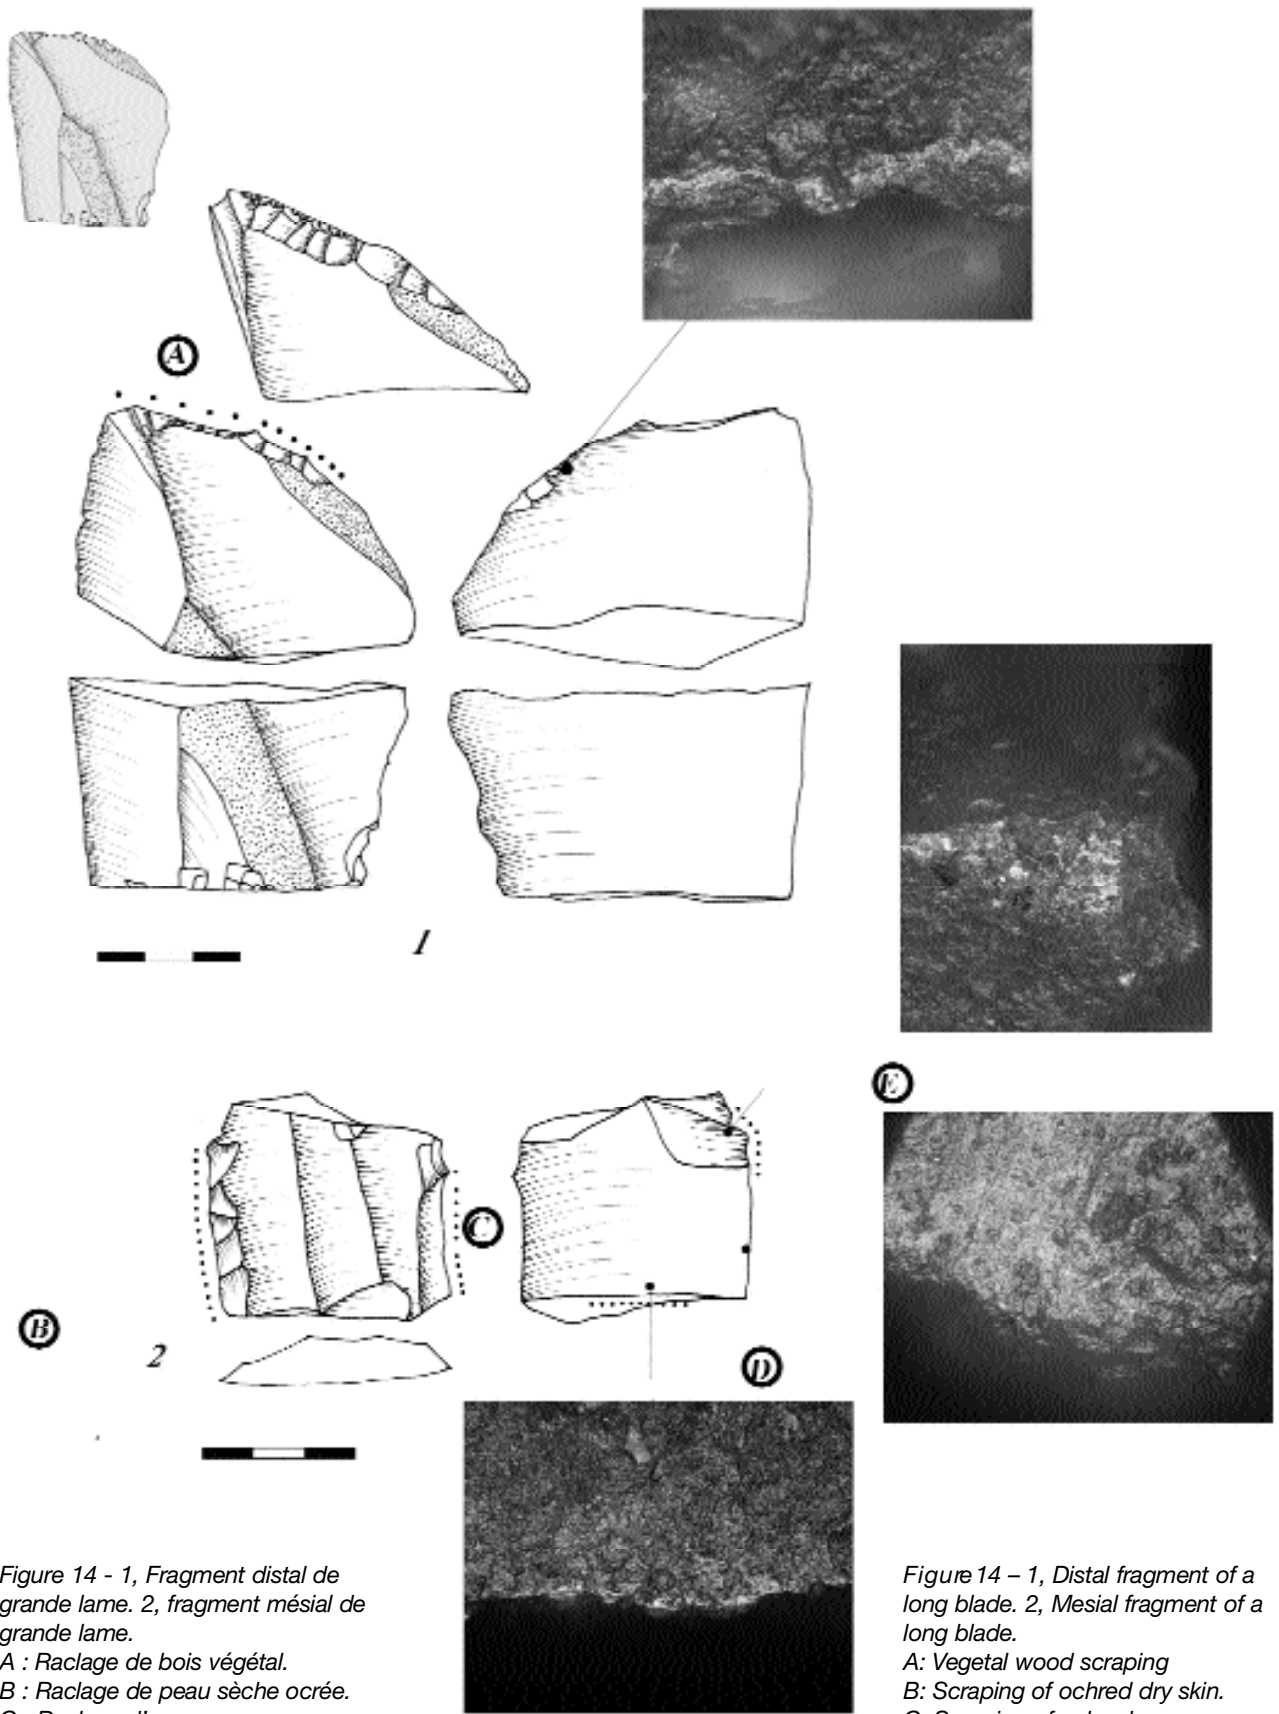 A
1
E
C
B
2
D
Figure 14 - 1, Fragment distal de
grande lame. 2, fragment mésial de
grande lame.
A : Raclage de bois végétal.
B : Raclage de peau sèche ocrée.
Figure 14 – 1, Distal fragment of a
long blade. 2, Mesial fragment of a
long blade.
A: Vegetal wood scraping
B: Scraping of ochred dry skin.